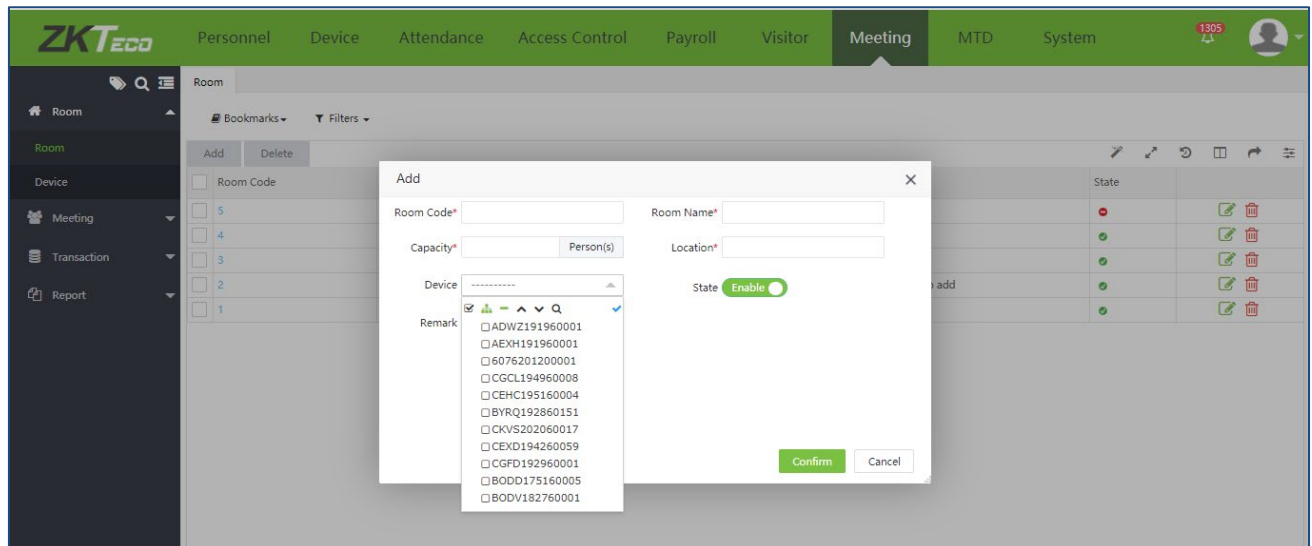 ZKTeco Personnel Device Attendance Access Control Payroll Visitor Meeting MTD System 1305
Room
Room
Bookmarks Filters
Room
Add Delete
Device
Room Code State
Meeting
5
4
Transaction
3
2 add
Report
1
Add
Room Code* Room Name*
Capacity* Person(s) Location*
Device ---------- State Enable
Remark
ADWZ191960001
AEXH191960001
6076201200001
CGCL194960008
CEHC195160004
BYRQ192860151
CKVS202060017
CEXD194260059
CGFD192960001
BODD175160005
BODV182760001
Confirm Cancel